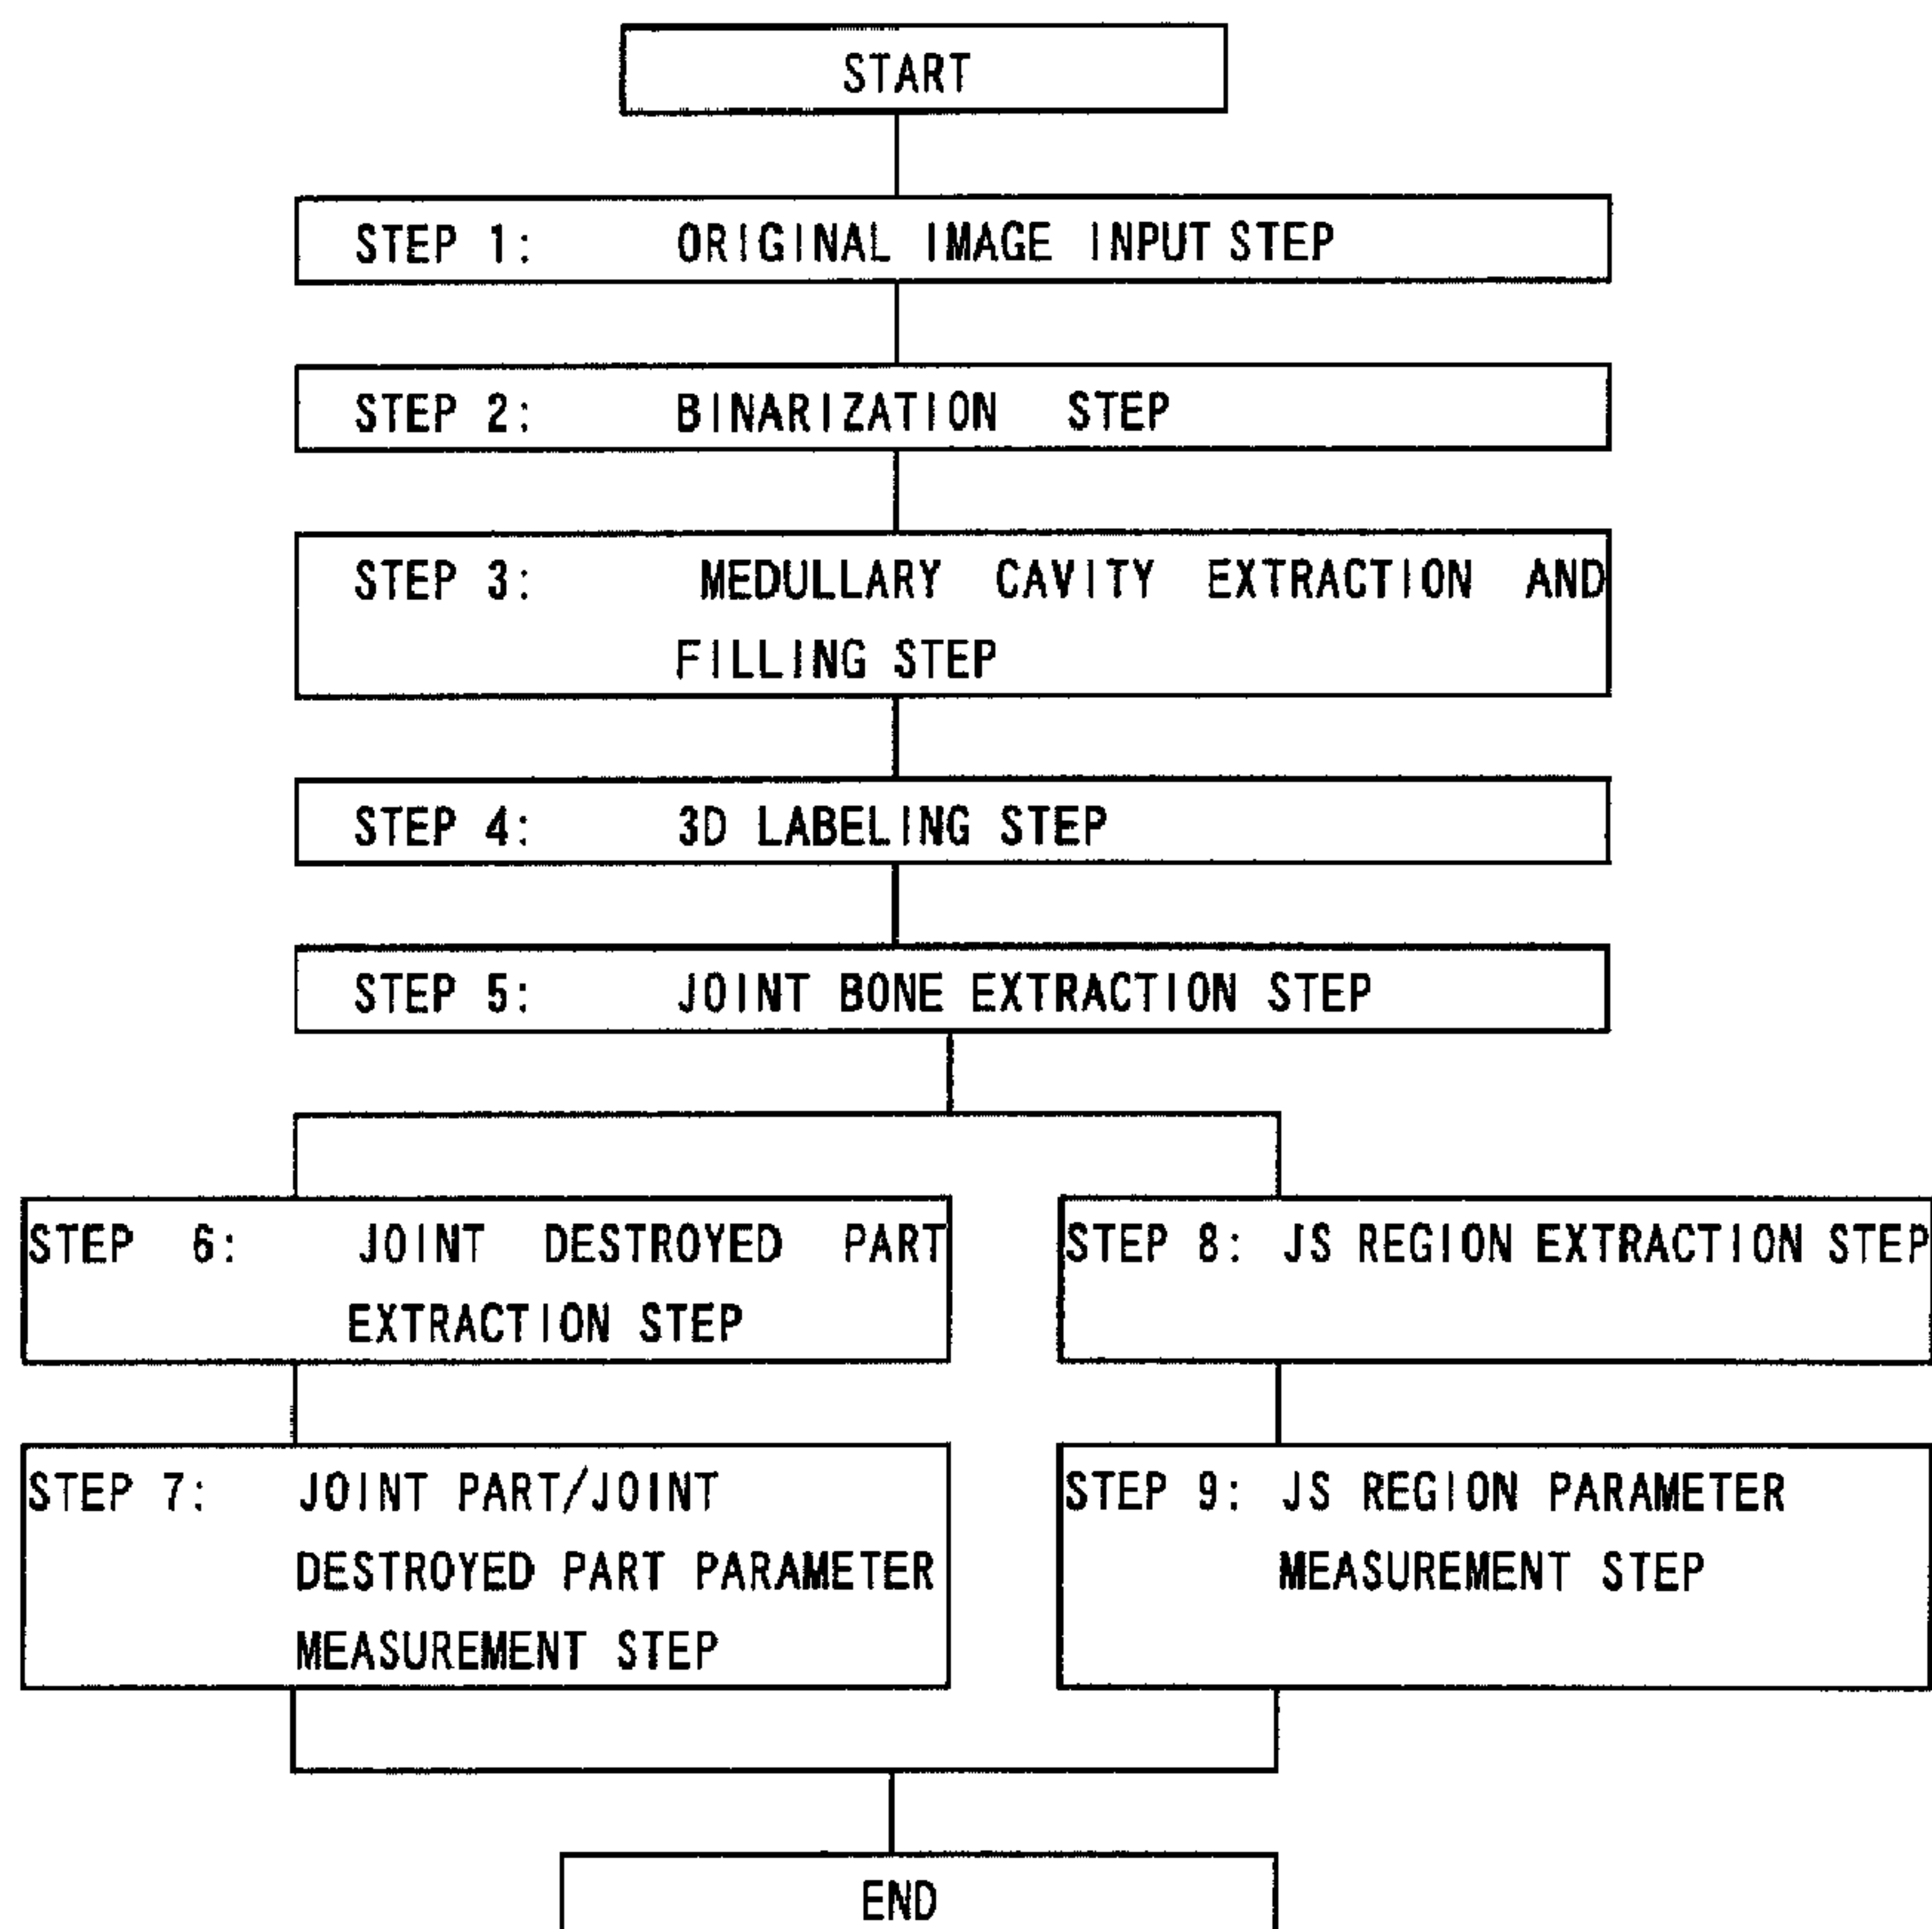 START
STEP 1: ORIGINAL IMAGE INPUT STEP
STEP 2: BINARIZATION STEP
STEP 3: MEDULLARY CAVITY EXTRACTION AND
FILLING STEP
STEP 4: 3D LABELING STEP
STEP 5: JOINT BONE EXTRACTION STEP
STEP 6: JOINT DESTROYED PART
EXTRACTION STEP
STEP 7: JOINT PART/JOINT
DESTROYED PART PARAMETER
MEASUREMENT STEP
STEP 8: JS REGION EXTRACTION STEP
STEP 9: JS REGION PARAMETER
MEASUREMENT STEP
END